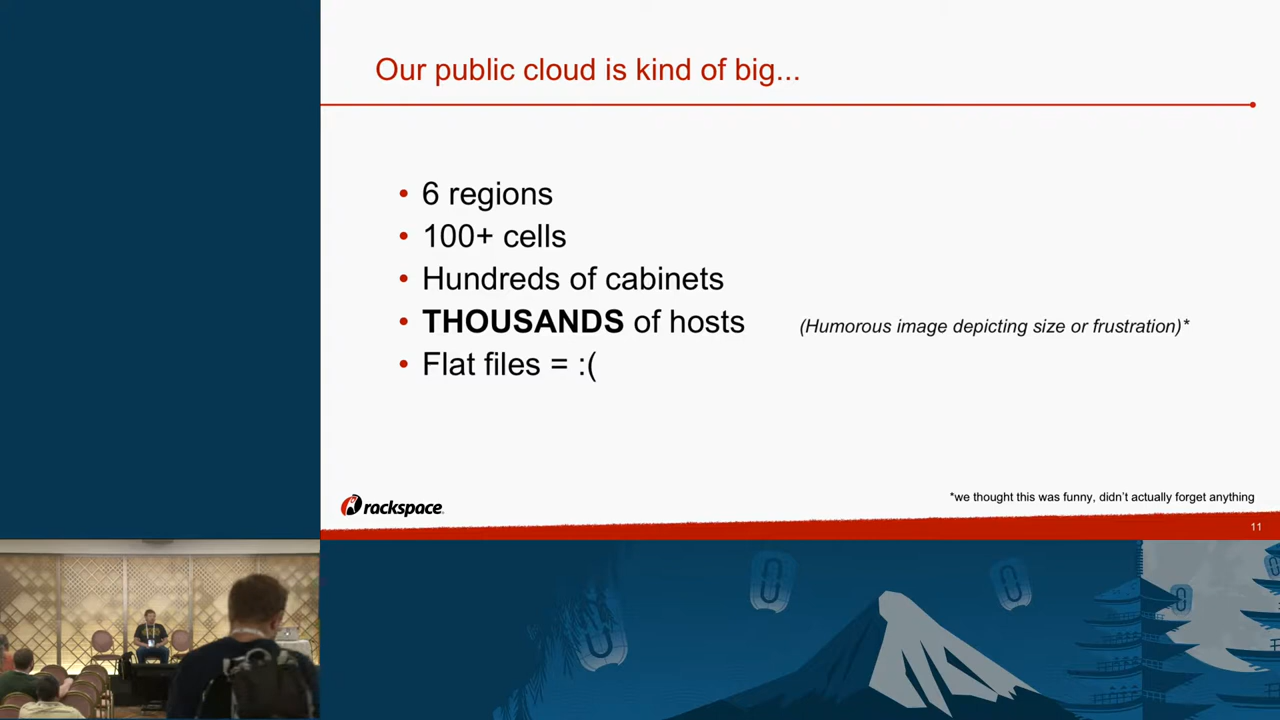 Our public cloud is kind of big...
• 6 regions
• 100+ cells
• Hundreds of cabinets
• THOUSANDS of hosts
(Humorous image depicting size or frustration)*
• Flat files = :(
rackspace.
*we thought this was funny, didn't actually forget anything
11